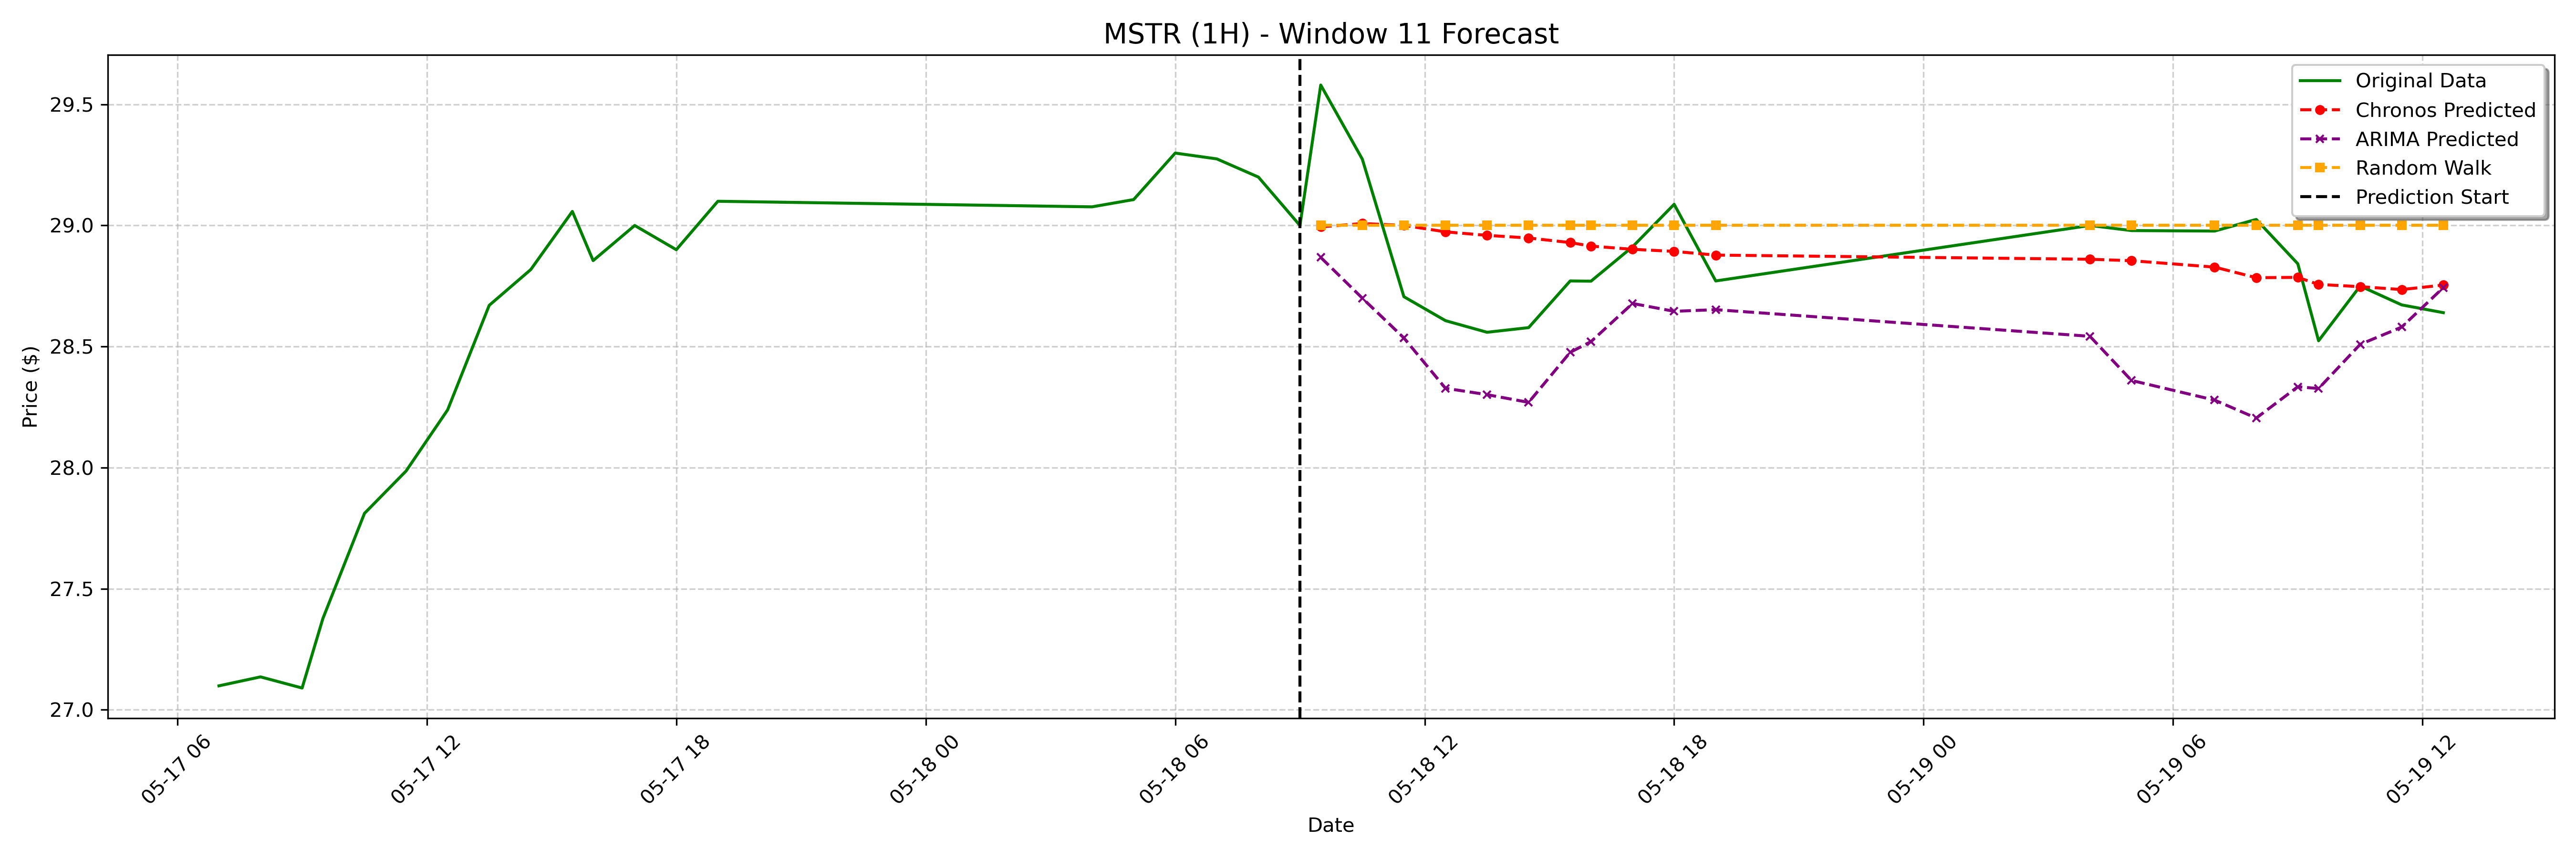 MSTR (1H) - Window 11 Forecast
Original Data
Chronos Predicted
ARIMA Predicted
Random Walk
Prediction Start
Price ($)
29.5
29.0
28.5
28.0
27.5
27.0
05-17 06
05-17 12
05-17 18
05-18 00
05-18 06
05-18 12
05-18 18
05-19 00
05-19 06
05-19 12
Date